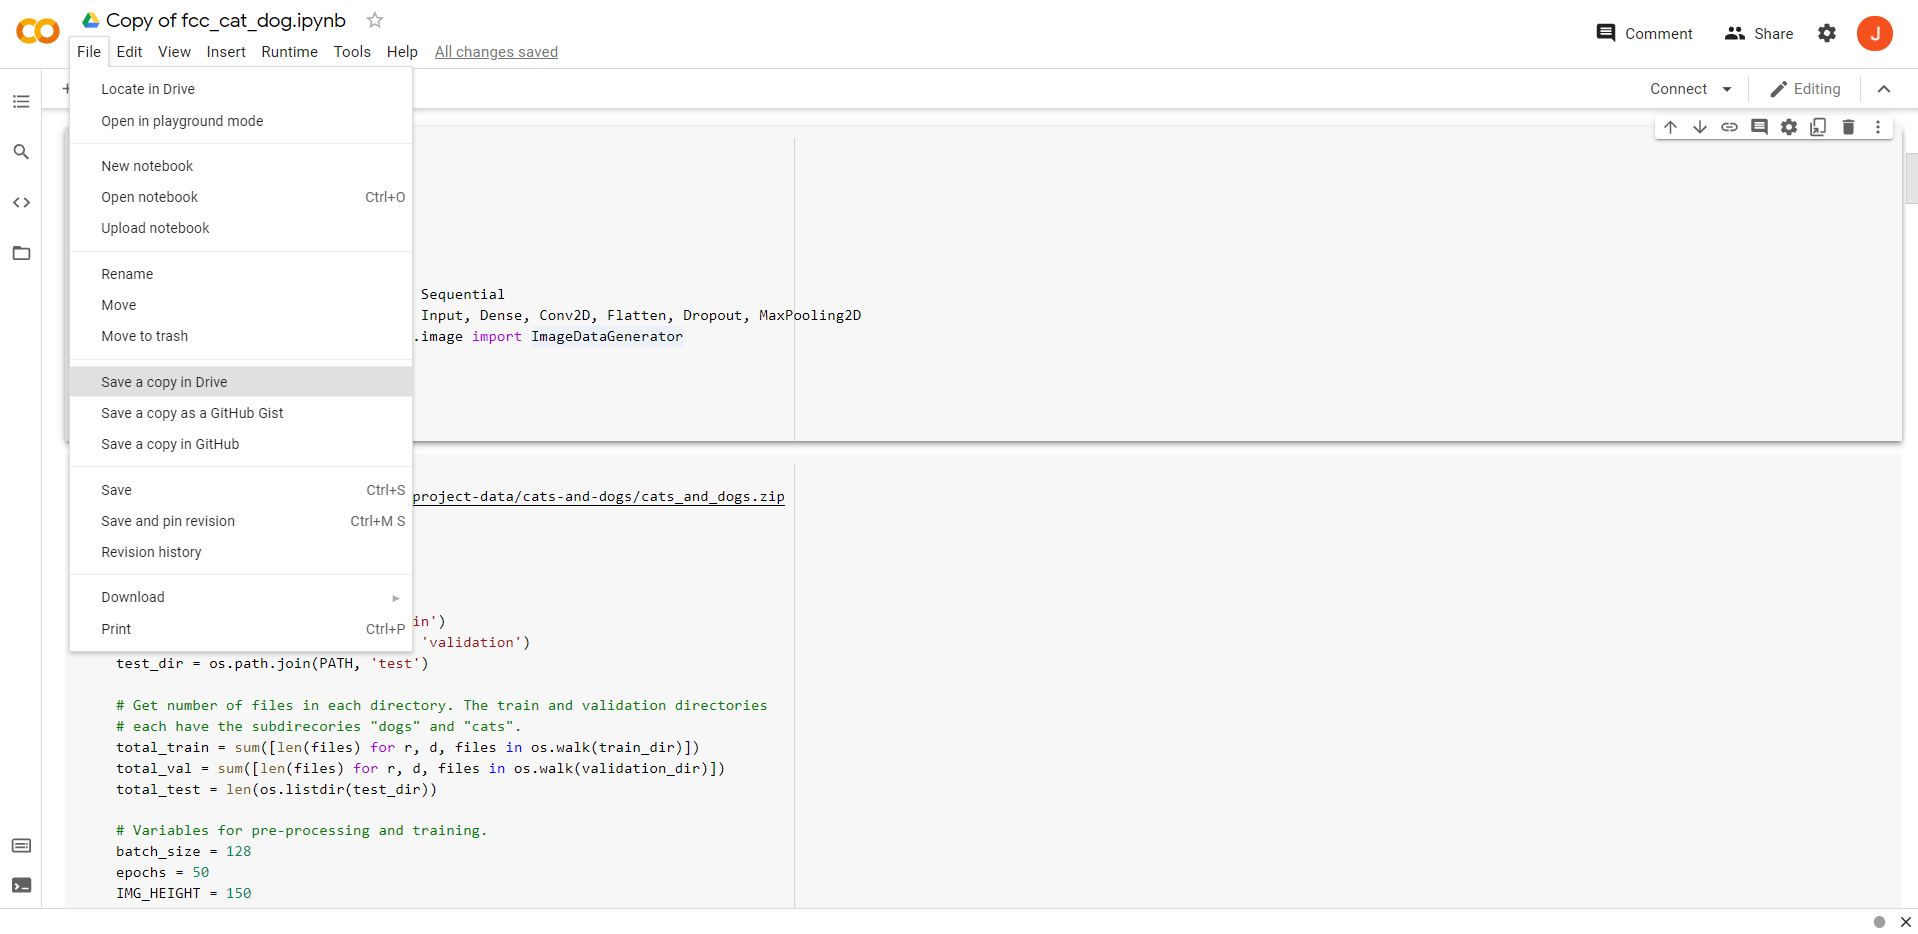 Copy of fcc_cat_dog.ipynb
File Edit View Insert Runtime Tools Help All changes saved
Comment Share J
Connect Editing
Locate in Drive
Open in playground mode
New notebook
Open notebook Ctrl+O
Upload notebook
Rename
Move
Move to trash
Save a copy in Drive
Save a copy as a GitHub Gist
Save a copy in GitHub
Save Ctrl+S
Save and pin revision Ctrl+M S
Revision history
Download
Print Ctrl+P
Sequential
Input, Dense, Conv2D, Flatten, Dropout, MaxPooling2D
.image import ImageDataGenerator
project-data/cats-and-dogs/cats_and_dogs.zip
in')
'validation')
test_dir = os.path.join(PATH, 'test')
# Get number of files in each directory. The train and validation directories
# each have the subdirecories "dogs" and "cats".
total_train = sum([len(files) for r, d, files in os.walk(train_dir)])
total_val = sum([len(files) for r, d, files in os.walk(validation_dir)])
total_test = len(os.listdir(test_dir))
# Variables for pre-processing and training.
batch_size = 128
epochs = 50
IMG_HEIGHT = 150